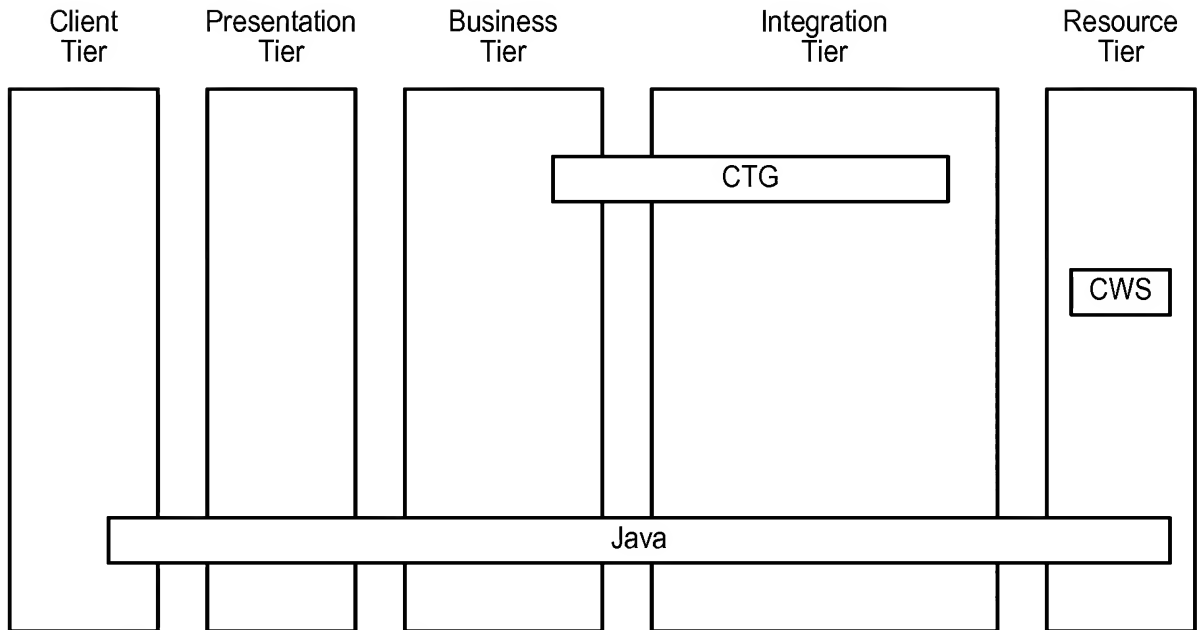 Client
Tier
Presentation
Tier
Business
Tier
Integration
Tier
Resource
Tier
CTG
CWS
Java